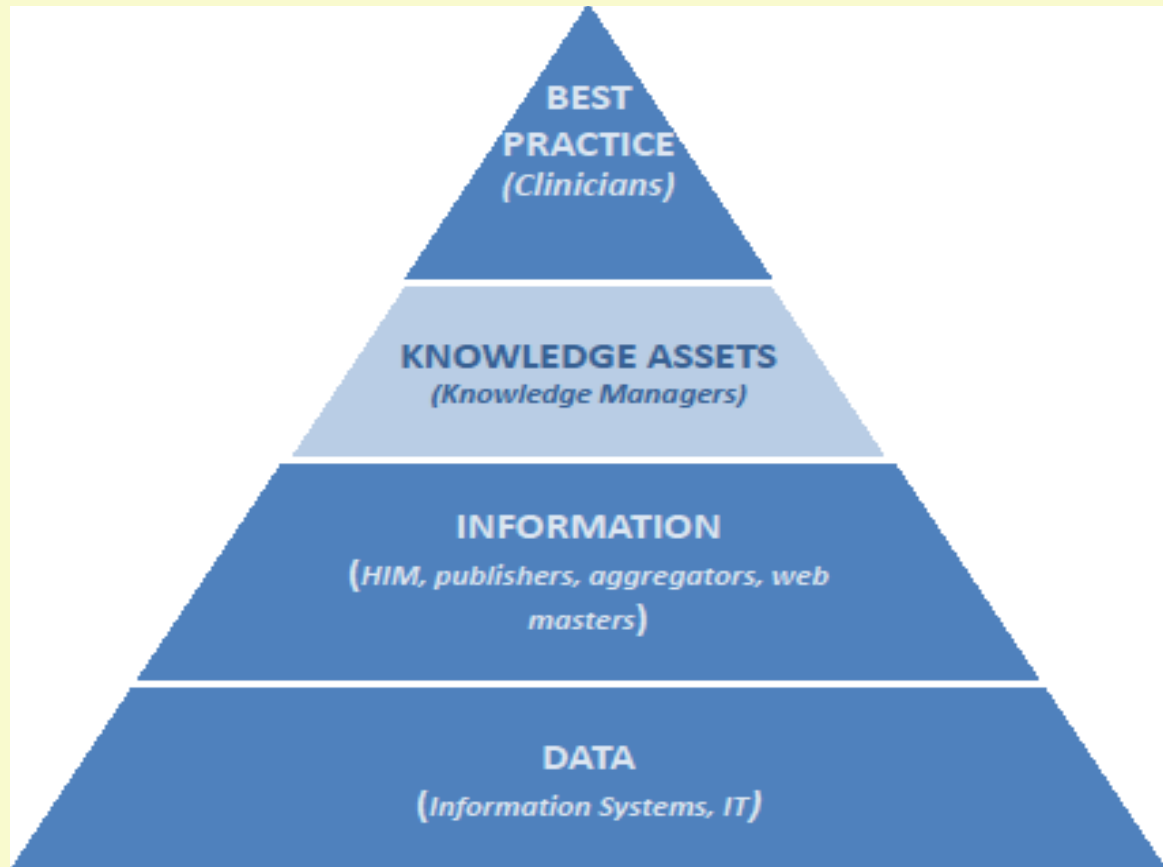 BEST
PRACTICE
(Clinicians)
KNOWLEDGE ASSETS
(Knowledge Managers)
INFORMATION
(HIM, publishers, aggregators, web
masters)
DATA
(Information Systems, IT)